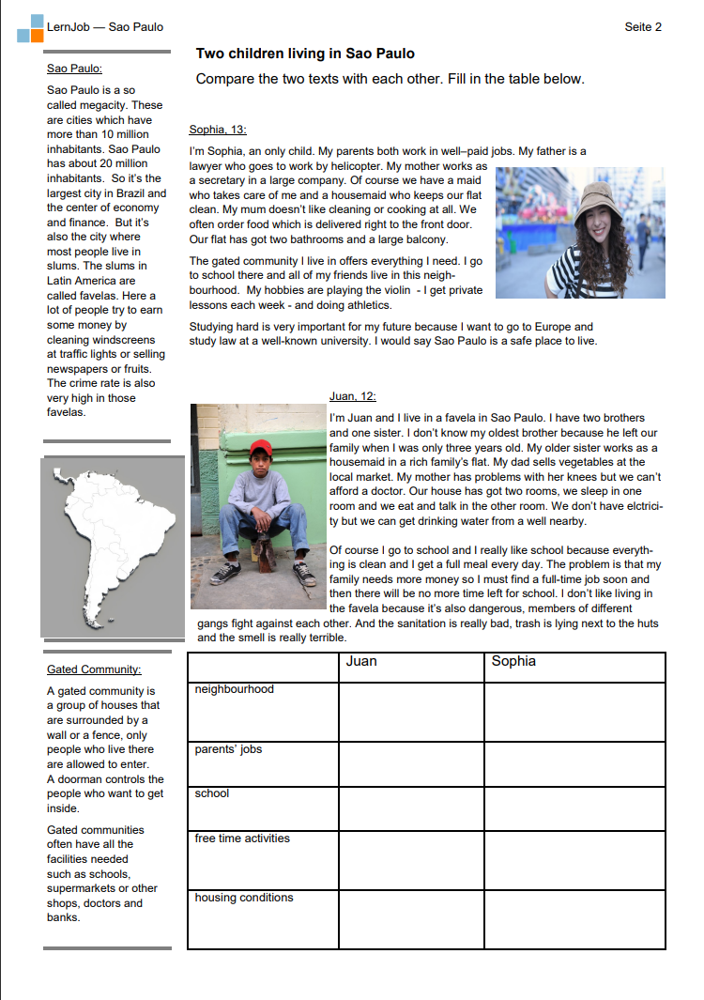 LernJob — Sao Paulo
Seite 2
Sao Paulo:
Sao Paulo is a so
called megacity. These
are cities which have
more than 10 million
inhabitants. Sao Paulo
has about 20 million
inhabitants.  So it’s the
largest city in Brazil and
the center of economy
and finance.  But it’s
also the city where
most people live in
slums. The slums in
Latin America are
called favelas. Here a
lot of people try to earn
some money by
cleaning windscreens
at traffic lights or selling
newspapers or fruits.
The crime rate is also
very high in those
favelas.
Gated Community:
A gated community is
a group of houses that
are surrounded by a
wall or a fence, only
people who live there
are allowed to enter.
A doorman controls the
people who want to get
inside.
Gated communities
often have all the
facilities needed
such as schools,
supermarkets or other
shops, doctors and
banks.
Two children living in Sao Paulo
Compare the two texts with each other. Fill in the table below.
Sophia, 13:
I’m Sophia, an only child. My parents both work in well–paid jobs. My father is a
lawyer who goes to work by helicopter. My mother works as
a secretary in a large company. Of course we have a maid
who takes care of me and a housemaid who keeps our flat
clean. My mum doesn’t like cleaning or cooking at all. We
often order food which is delivered right to the front door.
Our flat has got two bathrooms and a large balcony.
The gated community I live in offers everything I need. I go
to school there and all of my friends live in this neigh-
bourhood.  My hobbies are playing the violin  - I get private
lessons each week - and doing athletics.
Studying hard is very important for my future because I want to go to Europe and
study law at a well-known university. I would say Sao Paulo is a safe place to live.
Juan, 12:
I’m Juan and I live in a favela in Sao Paulo. I have two brothers
and one sister. I don’t know my oldest brother because he left our
family when I was only three years old. My older sister works as a
housemaid in a rich family’s flat. My dad sells vegetables at the
local market. My mother has problems with her knees but we can’t
afford a doctor. Our house has got two rooms, we sleep in one
room and we eat and talk in the other room. We don’t have elctrici-
ty but we can get drinking water from a well nearby.
Of course I go to school and I really like school because everyth-
ing is clean and I get a full meal every day. The problem is that my
family needs more money so I must find a full-time job soon and
then there will be no more time left for school. I don’t like living in
the favela because it’s also dangerous, members of different
gangs fight against each other. And the sanitation is really bad, trash is lying next to the huts
and the smell is really terrible.
Juan
Sophia
neighbourhood
parents’ jobs
school
free time activities
housing conditions